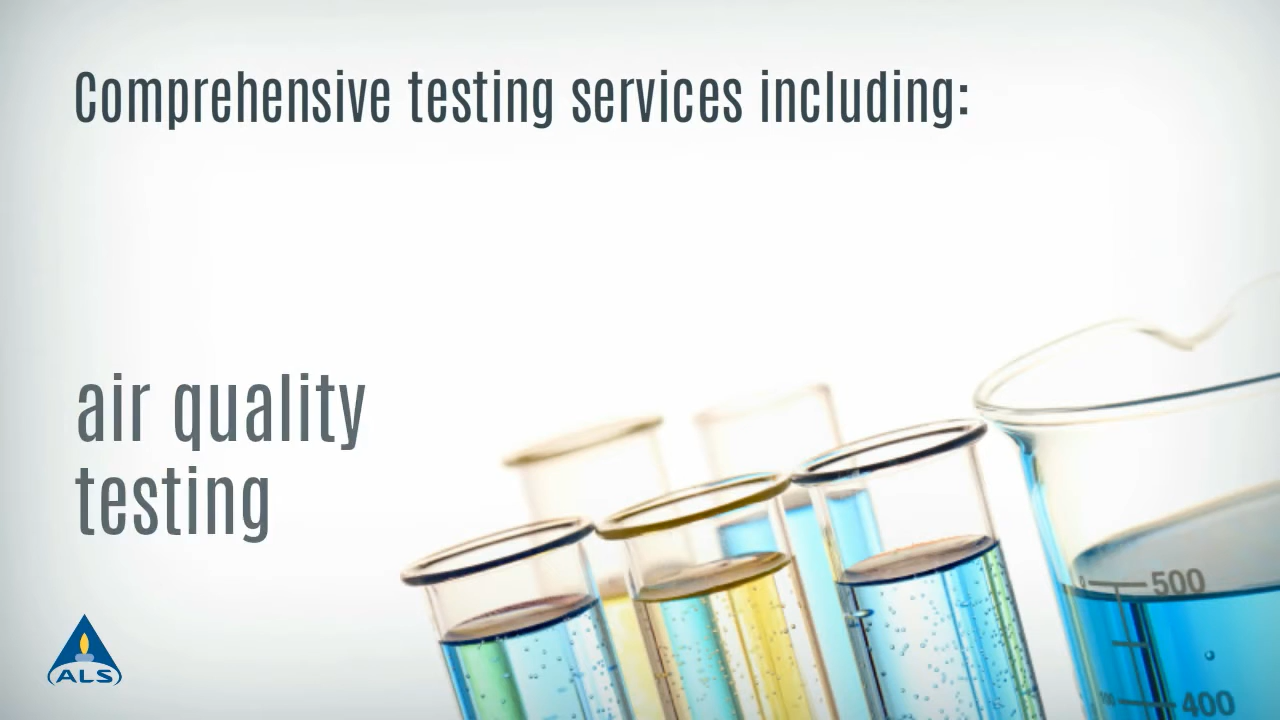 Comprehensive testing services including:
air quality
testing
500
400
ALS